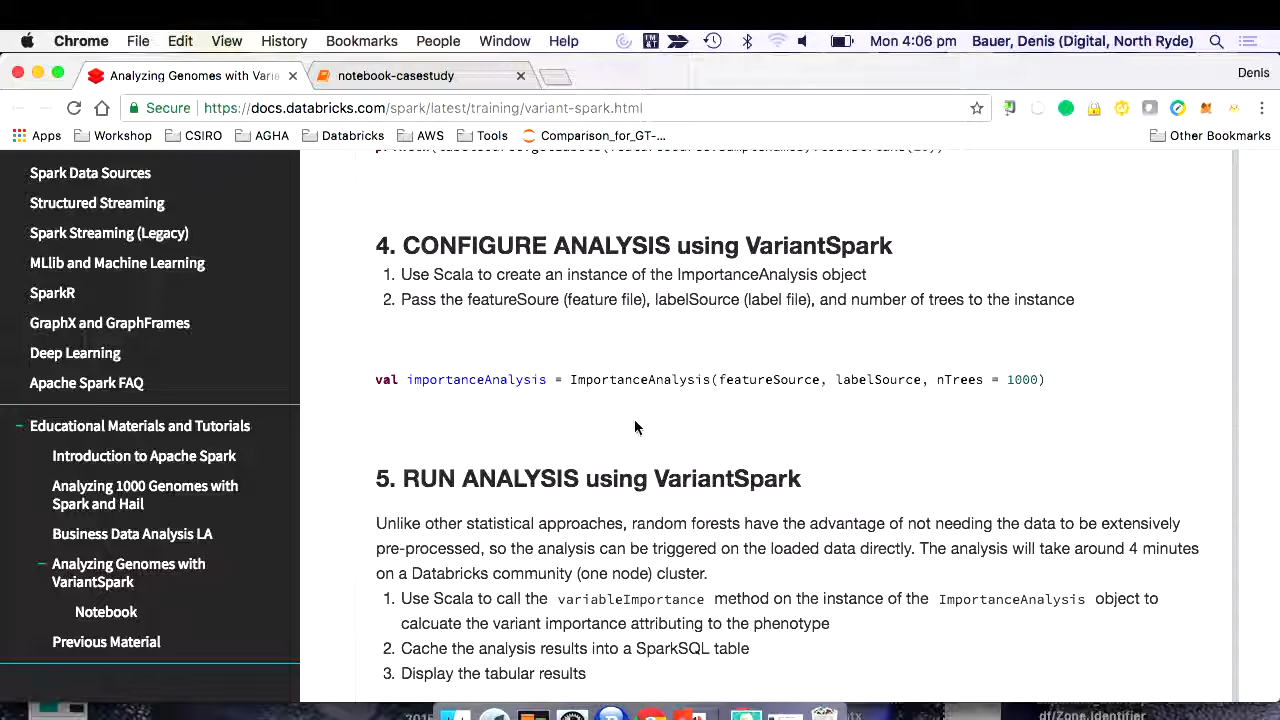 Chrome File Edit View History Bookmarks People Window Help Mon 4:06 pm Bauer, Denis (Digital, North Ryde)
Analyzing Genomes with Vari
notebook-casestudy
Denis
Secure https://docs.databricks.com/spark/latest/training/variant-spark.html
Apps Workshop CSIRO AGHA Databricks AWS Tools Comparison_for_GT-... Other Bookmarks
Spark Data Sources
Structured Streaming
Spark Streaming (Legacy)
MLlib and Machine Learning
SparkR
GraphX and GraphFrames
Deep Learning
Apache Spark FAQ
Educational Materials and Tutorials
Introduction to Apache Spark
Analyzing 1000 Genomes with
Spark and Hail
Business Data Analysis LA
Analyzing Genomes with
VariantSpark
Notebook
Previous Material
4. CONFIGURE ANALYSIS using VariantSpark
1. Use Scala to create an instance of the ImportanceAnalysis object
2. Pass the featureSoure (feature file), labelSource (label file), and number of trees to the instance
val importanceAnalysis = ImportanceAnalysis(featureSource, labelSource, nTrees = 1000)
5. RUN ANALYSIS using VariantSpark
Unlike other statistical approaches, random forests have the advantage of not needing the data to be extensively
pre-processed, so the analysis can be triggered on the loaded data directly. The analysis will take around 4 minutes
on a Databricks community (one node) cluster.
1. Use Scala to call the variableImportance method on the instance of the ImportanceAnalysis object to
calcuate the variant importance attributing to the phenotype
2. Cache the analysis results into a SparkSQL table
3. Display the tabular results